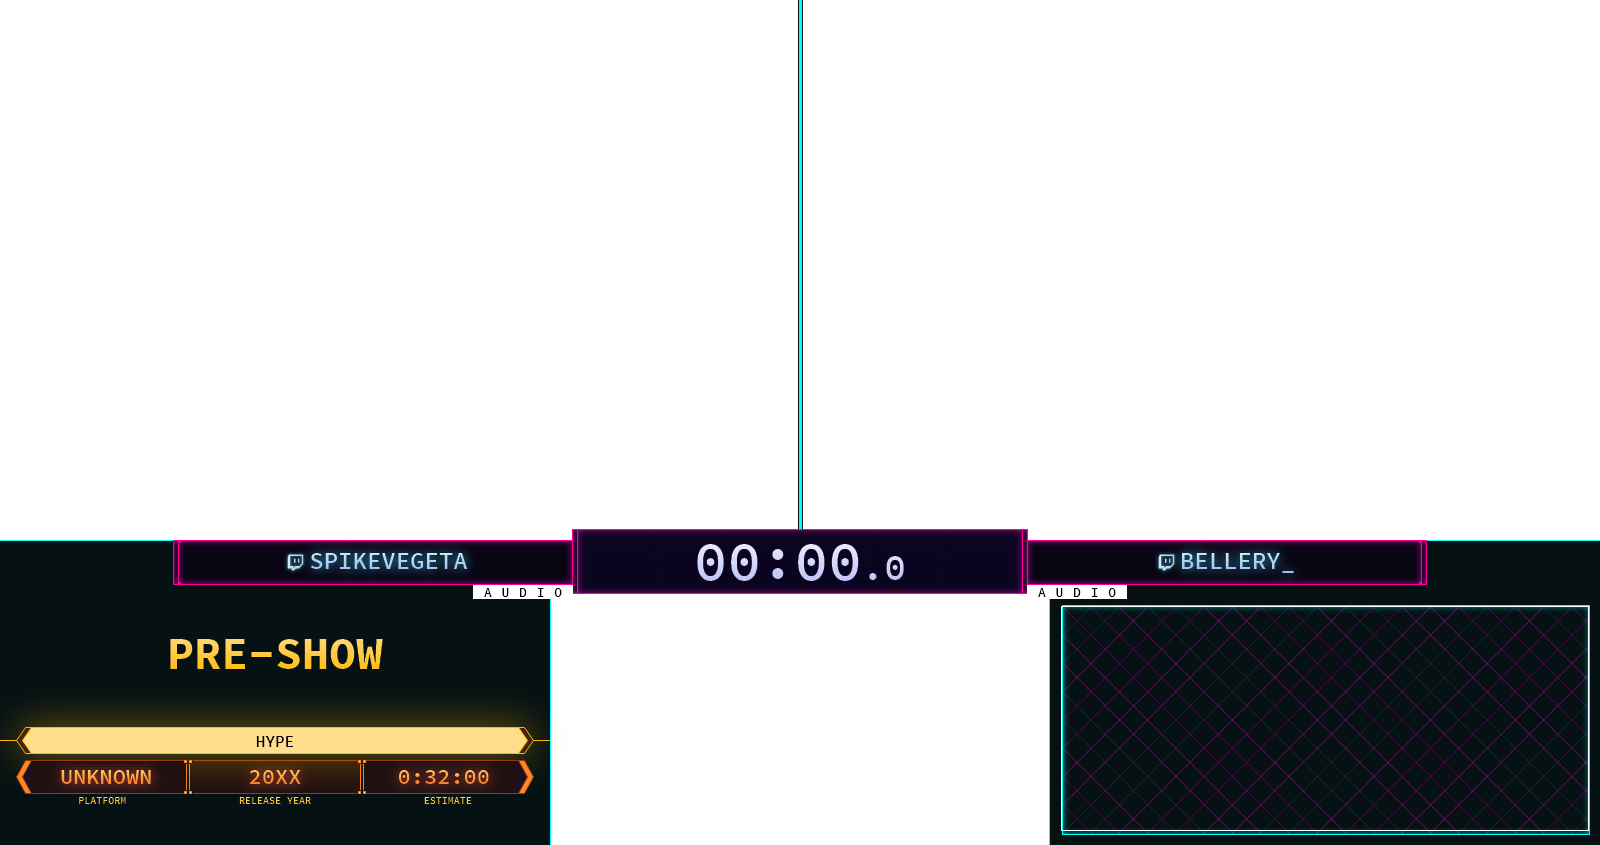 SPIKEVEGETA
00:00.0
BELLERY_
AUDIO
AUDIO
PRE-SHOW
HYPE
UNKNOWN
20XX
0:32:00
PLATFORM
RELEASE YEAR
ESTIMATE